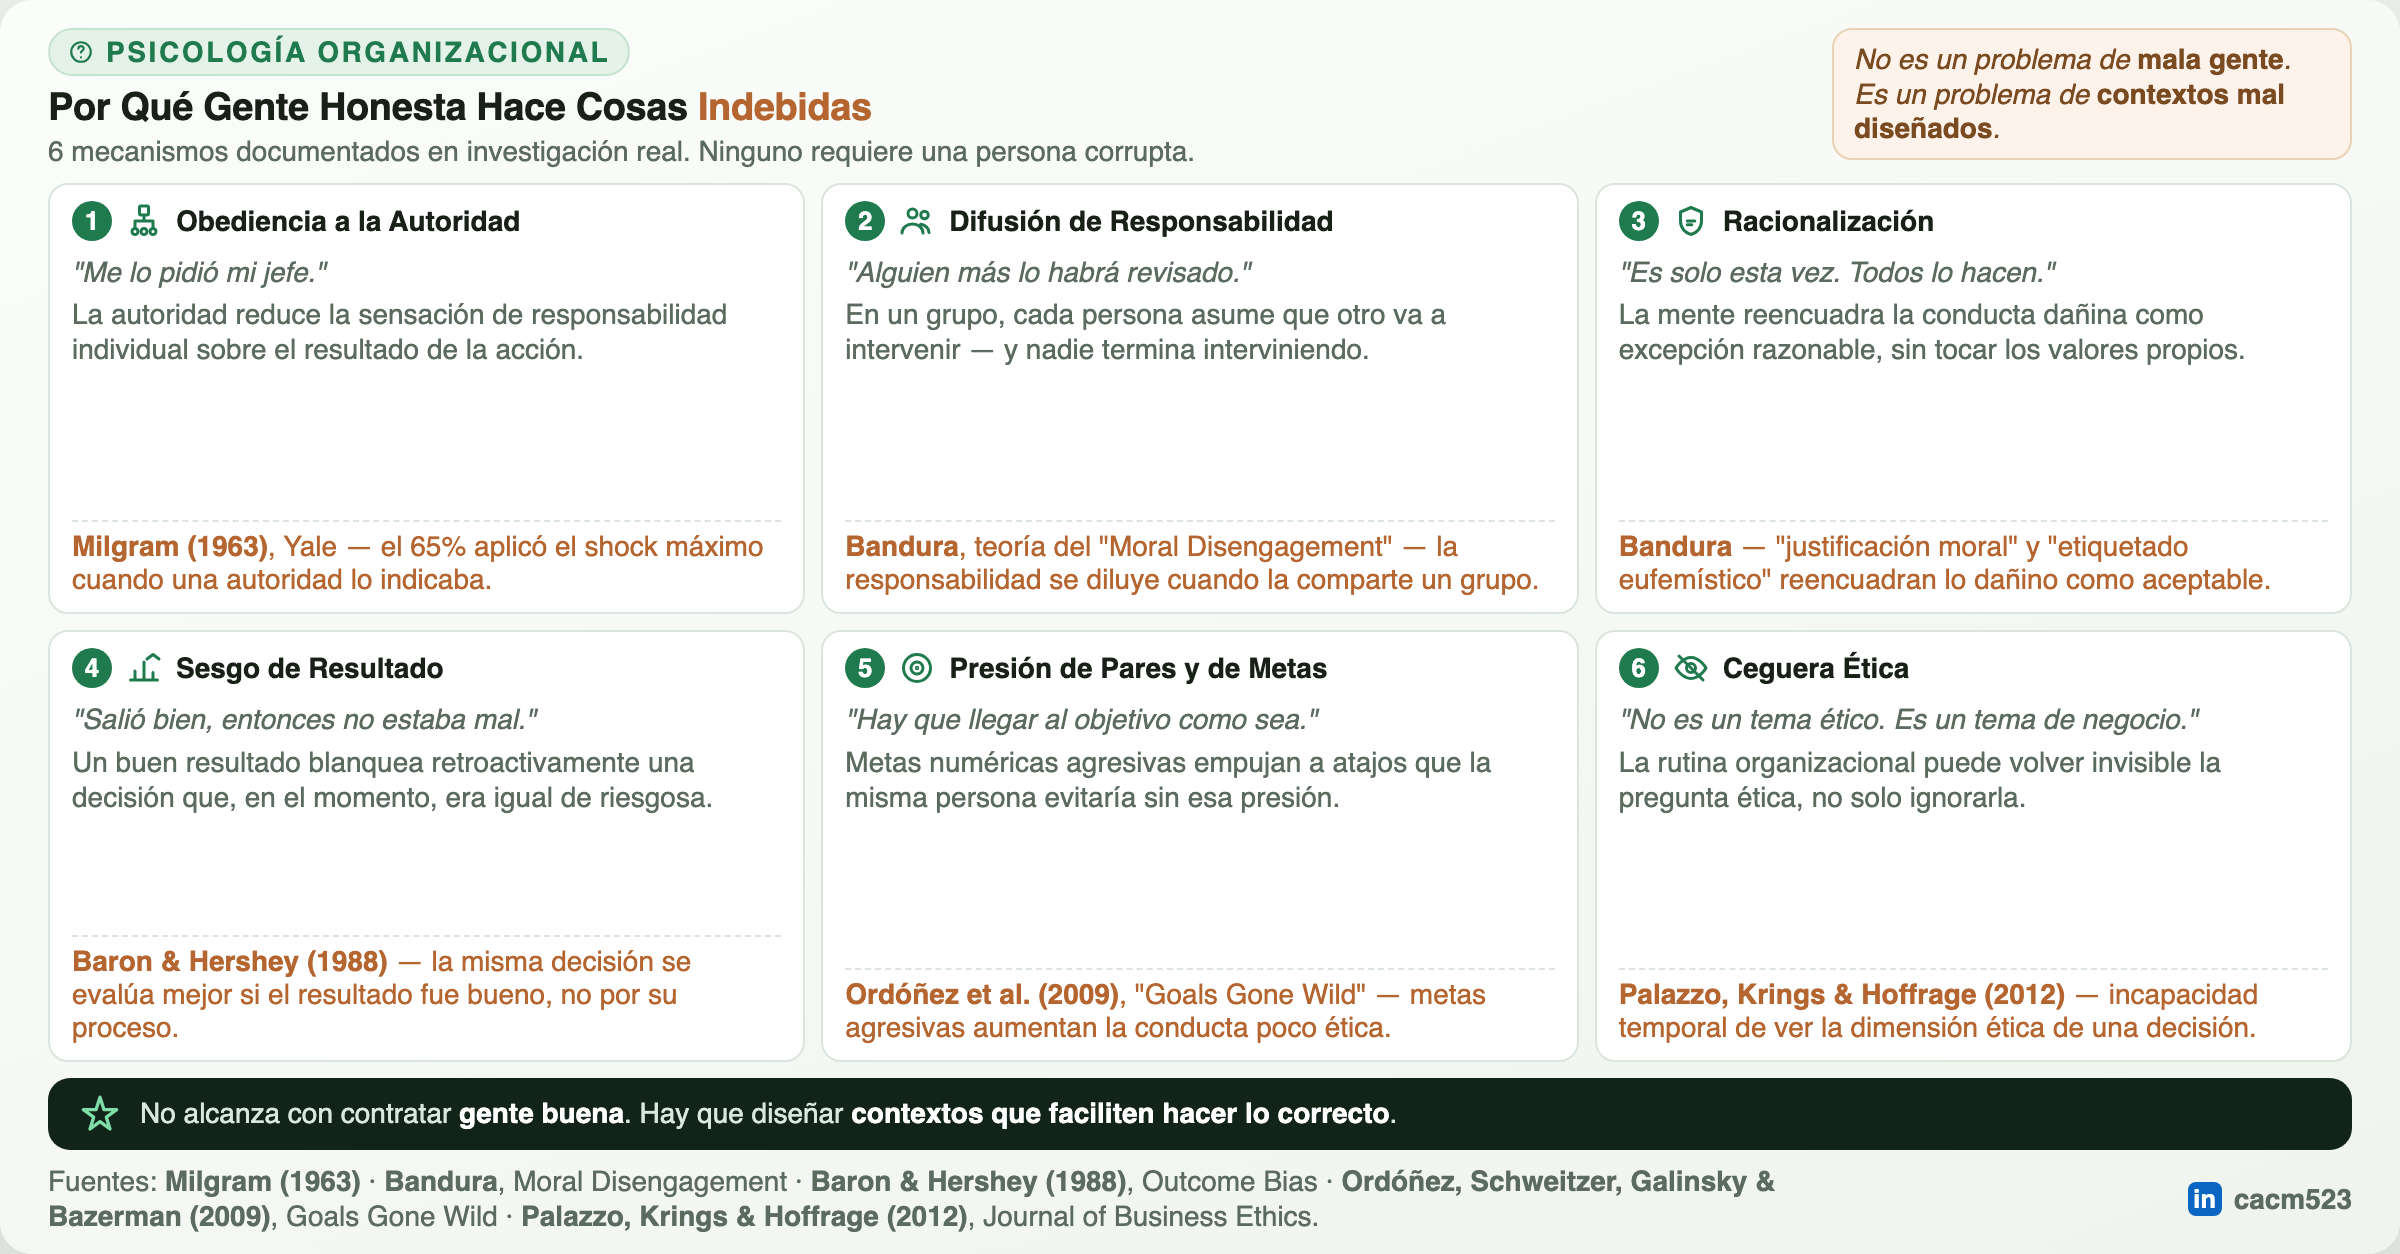 PSICOLOGÍA ORGANIZACIONAL
Por Qué Gente Honesta Hace Cosas Indebidas
6 mecanismos documentados en investigación real. Ninguno requiere una persona corrupta.
No es un problema de mala gente.
Es un problema de contextos mal
diseñados.
1 Obediencia a la Autoridad
"Me lo pidió mi jefe."
La autoridad reduce la sensación de responsabilidad
individual sobre el resultado de la acción.
Milgram (1963), Yale — el 65% aplicó el shock máximo
cuando una autoridad lo indicaba.
2 Difusión de Responsabilidad
"Alguien más lo habrá revisado."
En un grupo, cada persona asume que otro va a
intervenir — y nadie termina interviniendo.
Bandura, teoría del "Moral Disengagement" — la
responsabilidad se diluye cuando la comparte un grupo.
3 Racionalización
"Es solo esta vez. Todos lo hacen."
La mente reencuadra la conducta dañina como
excepción razonable, sin tocar los valores propios.
Bandura — "justificación moral" y "etiquetado
eufemístico" reencuadran lo dañino como aceptable.
4 Sesgo de Resultado
"Salió bien, entonces no estaba mal."
Un buen resultado blanquea retroactivamente una
decisión que, en el momento, era igual de riesgosa.
Baron & Hershey (1988) — la misma decisión se
evalúa mejor si el resultado fue bueno, no por su
proceso.
5 Presión de Pares y de Metas
"Hay que llegar al objetivo como sea."
Metas numéricas agresivas empujan a atajos que la
misma persona evitaría sin esa presión.
Ordóñez et al. (2009), "Goals Gone Wild" — metas
agresivas aumentan la conducta poco ética.
6 Ceguera Ética
"No es un tema ético. Es un tema de negocio."
La rutina organizacional puede volver invisible la
pregunta ética, no solo ignorarla.
Palazzo, Krings & Hoffrage (2012) — incapacidad
temporal de ver la dimensión ética de una decisión.
No alcanza con contratar gente buena. Hay que diseñar contextos que faciliten hacer lo correcto.
Fuentes: Milgram (1963) · Bandura, Moral Disengagement · Baron & Hershey (1988), Outcome Bias · Ordóñez, Schweitzer, Galinsky &
Bazerman (2009), Goals Gone Wild · Palazzo, Krings & Hoffrage (2012), Journal of Business Ethics.
in cacm523